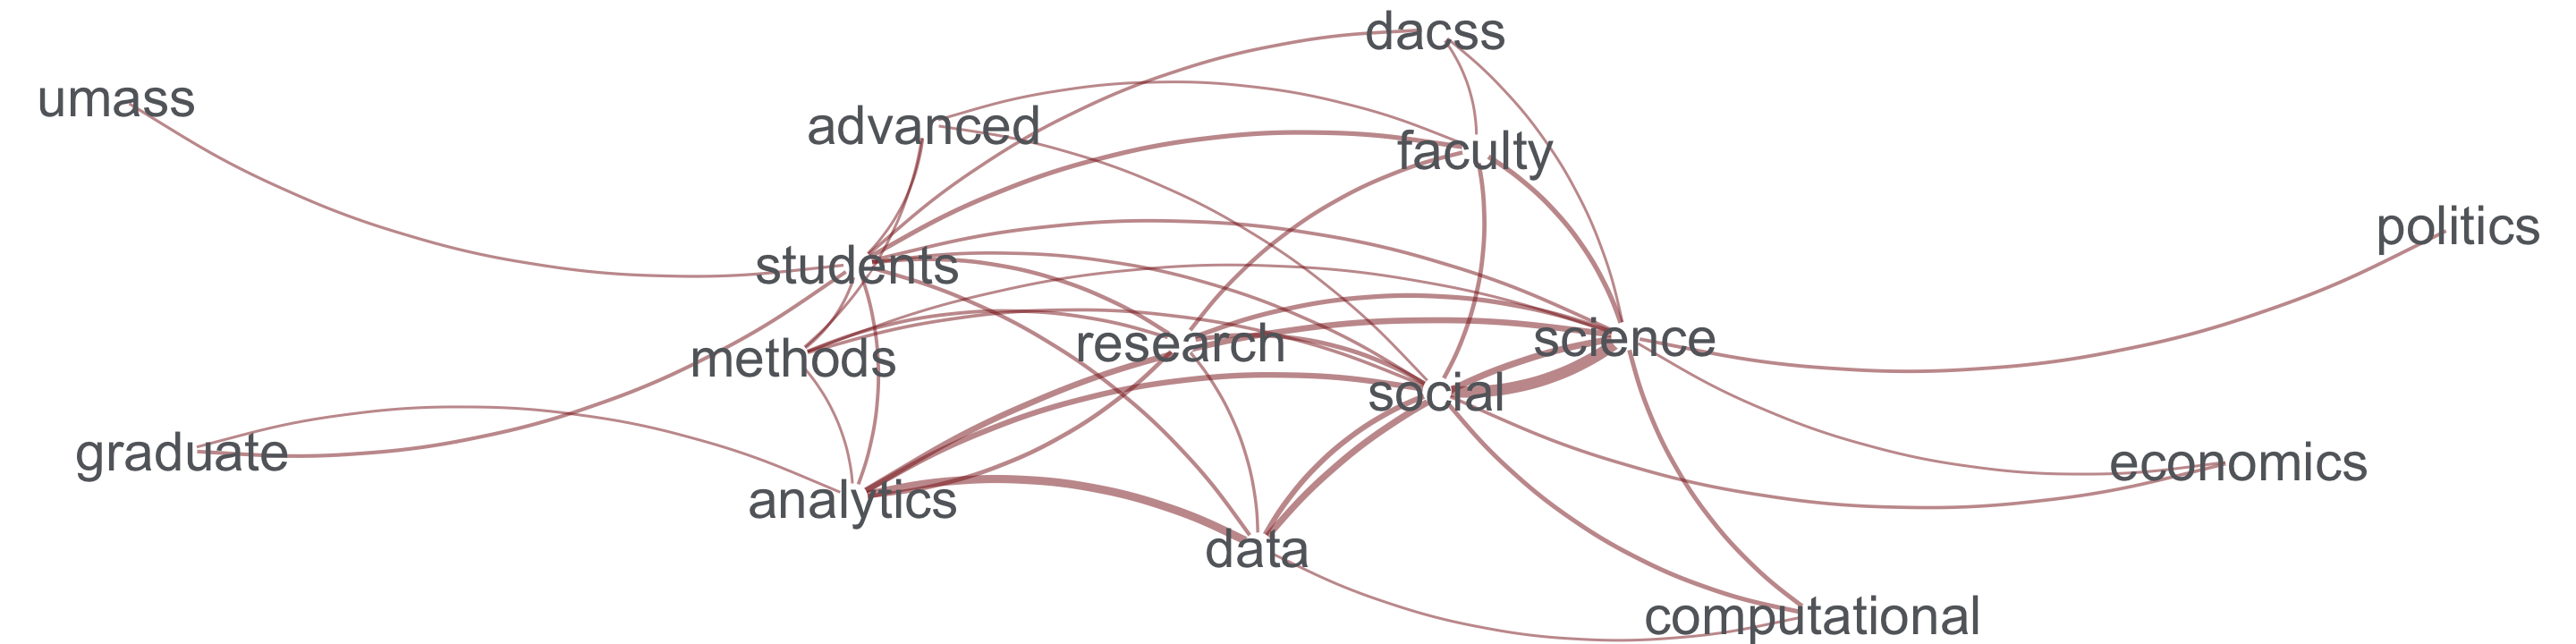 dacss
umass
advanced
faculty
politics
students
research
science
methods
social
graduate
economics
analytics
data
computational